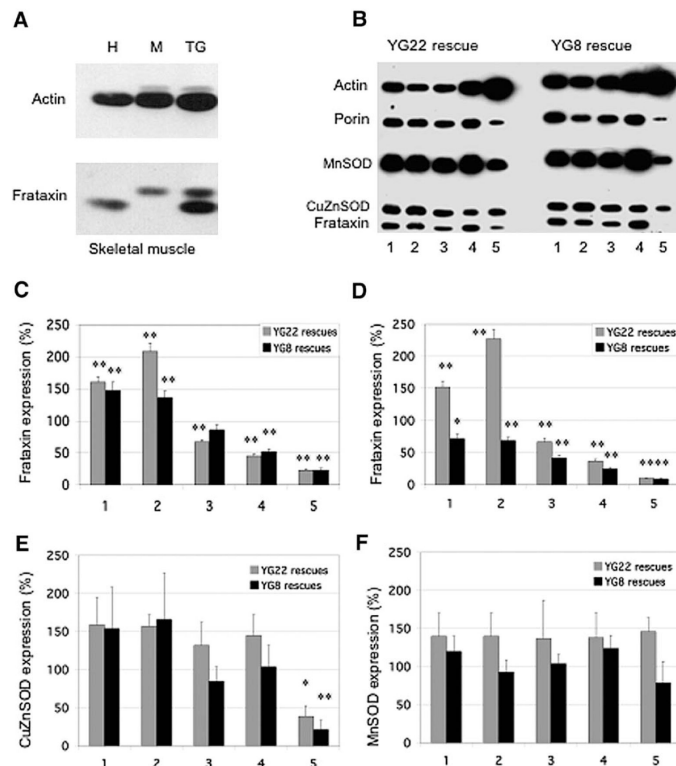 A
H M TG
Actin
Frataxin
Skeletal muscle
B
YG22 rescue YG8 rescue
Actin
Porin
MnSOD
CuZnSOD
Frataxin
1 2 3 4 5 1 2 3 4 5
C
Frataxin expression (%)
250
200
150
100
50
0
YG22 rescues
YG8 rescues
** ** ** ** ** ** ** ** **
1 2 3 4 5
D
Frataxin expression (%)
250
200
150
100
50
0
YG22 rescues
YG8 rescues
** * ** ** ** ** ** ** ****
1 2 3 4 5
E
CuZnSOD expression (%)
250
200
150
100
50
0
YG22 rescues
YG8 rescues
* **
1 2 3 4 5
F
MnSOD expression (%)
250
200
150
100
50
0
YG22 rescues
YG8 rescues
1 2 3 4 5